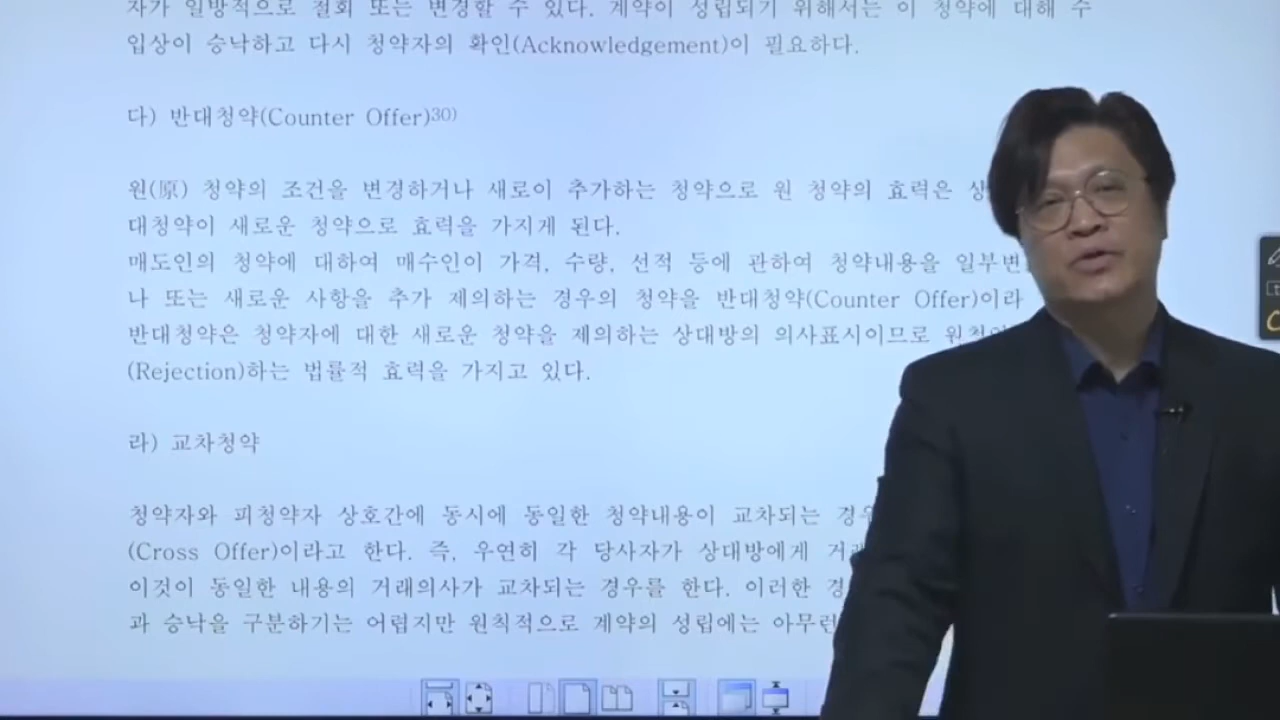 자가 일방적으로 철회 또는 변경할 수 있다. 계약이 성립되기 위해서는 이 청약에 대해 수
입상이 승낙하고 다시 청약자의 확인(Acknowledgement)이 필요하다.
다) 반대청약(Counter Offer)30)
원(原) 청약의 조건을 변경하거나 새로이 추가하는 청약으로 원 청약의 효력은
대청약이 새로운 청약으로 효력을 가지게 된다.
매도인의 청약에 대하여 매수인이 가격, 수량, 선적 등에 관하여 청약내용을
나 또는 새로운 사항을 추가 제의하는 경우의 청약을 반대청약(Counter Offer)이라
반대청약은 청약자에 대한 새로운 청약을 제의하는 상대방의 의사표시이므로
(Rejection)하는 법률적 효력을 가지고 있다.
라) 교차청약
청약자와 피청약자 상호간에 동시에 동일한 청약내용이 교차되는
(Cross Offer)이라고 한다. 즉, 우연히 각 당사자가 상대방에게
이것이 동일한 내용의 거래의사가 교차되는 경우를 한다. 이러한
과 승낙을 구분하기는 어렵지만 원칙적으로 계약의 성립에는 아무런